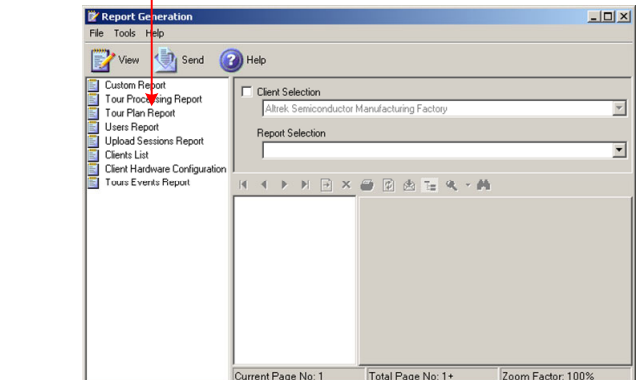 Report Generation
File Tools Help
View Send Help
Custom Report
Tour Processing Report
Tour Plan Report
Users Report
Upload Sessions Report
Clients List
Client Hardware Configuration
Tours Events Report
Client Selection
Altrek Semiconductor Manufacturing Factory
Report Selection
Current Page No: 1 Total Page No: 1+ Zoom Factor: 100%